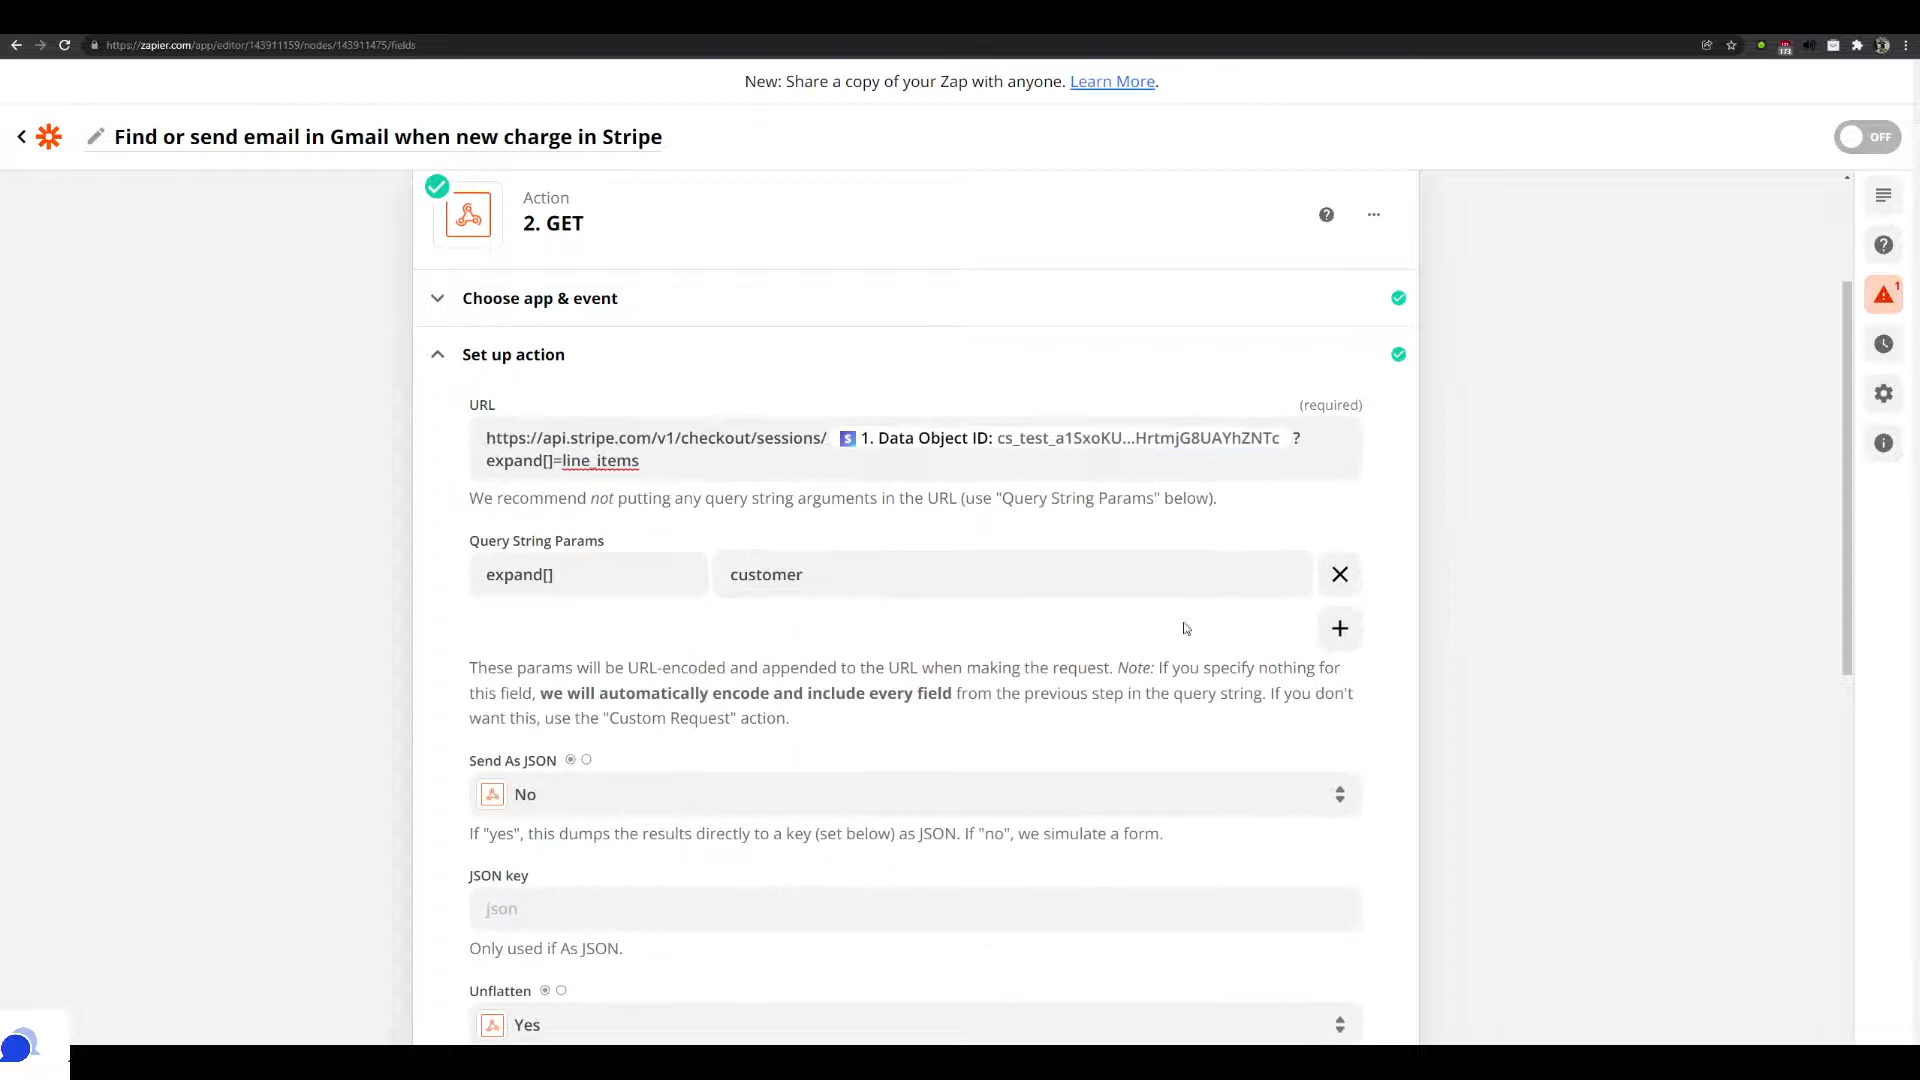 https://zapier.com/app/editor/143911159/nodes/143911475/fields
173
New: Share a copy of your Zap with anyone. Learn More.
Find or send email in Gmail when new charge in Stripe
OFF
Action
2. GET
Choose app & event
1
Set up action
URL
(required)
https://api.stripe.com/v1/checkout/sessions/ 1. Data Object ID: cs_test_a1SxoKU...HrtmjG8UAYhZNTc ?
expand[]=line_items
We recommend not putting any query string arguments in the URL (use "Query String Params" below).
Query String Params
expand[]
customer
These params will be URL-encoded and appended to the URL when making the request. Note: If you specify nothing for
this field, we will automatically encode and include every field from the previous step in the query string. If you don't
want this, use the "Custom Request" action.
Send As JSON
No
If "yes", this dumps the results directly to a key (set below) as JSON. If "no", we simulate a form.
JSON key
json
Only used if As JSON.
Unflatten
Yes